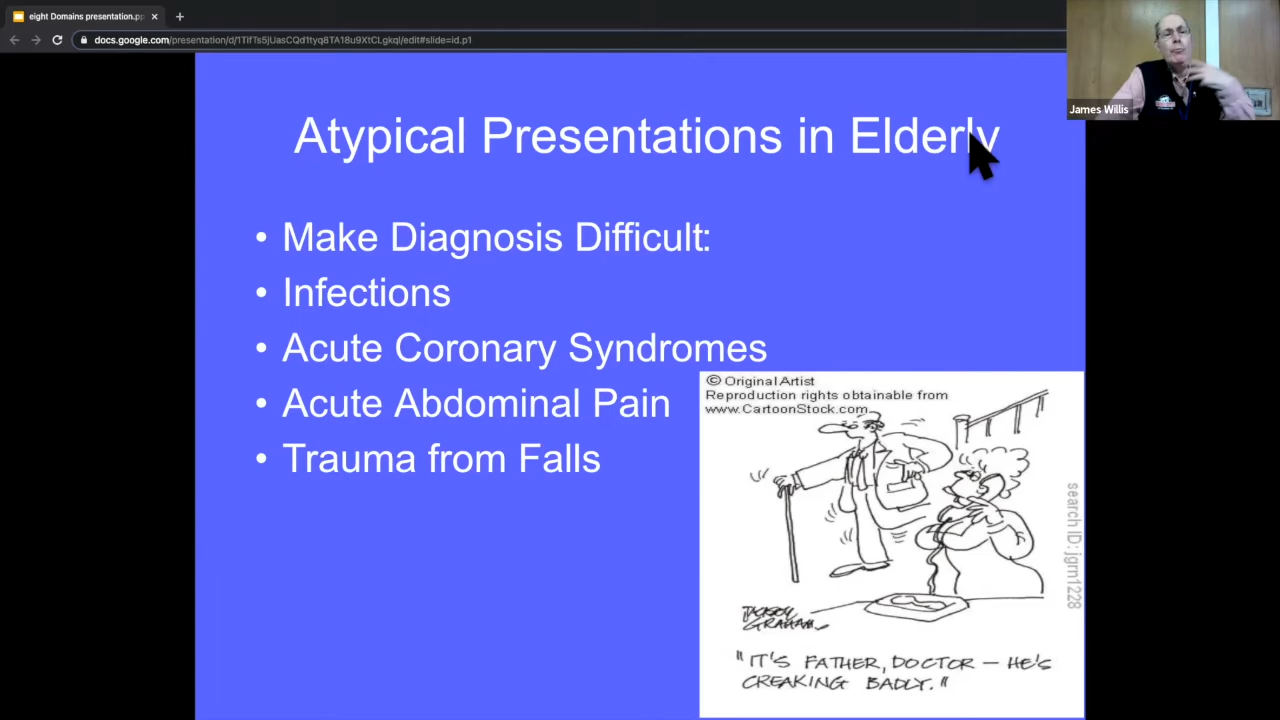 eight Domains presentation.pp
docs.google.com/presentation/d/1TifTs5jUasCQd1tyq8TA18u9XtCLgkqI/edit#slide=id.p1
James Willis
Atypical Presentations in Elderly
• Make Diagnosis Difficult:
• Infections
• Acute Coronary Syndromes
• Acute Abdominal Pain
• Trauma from Falls
© Original Artist
Reproduction rights obtainable from
www.CartoonStock.com
search ID: jgrn1228
GRAHAM
"IT'S FATHER, DOCTOR — HE'S
CREAKING BADLY."